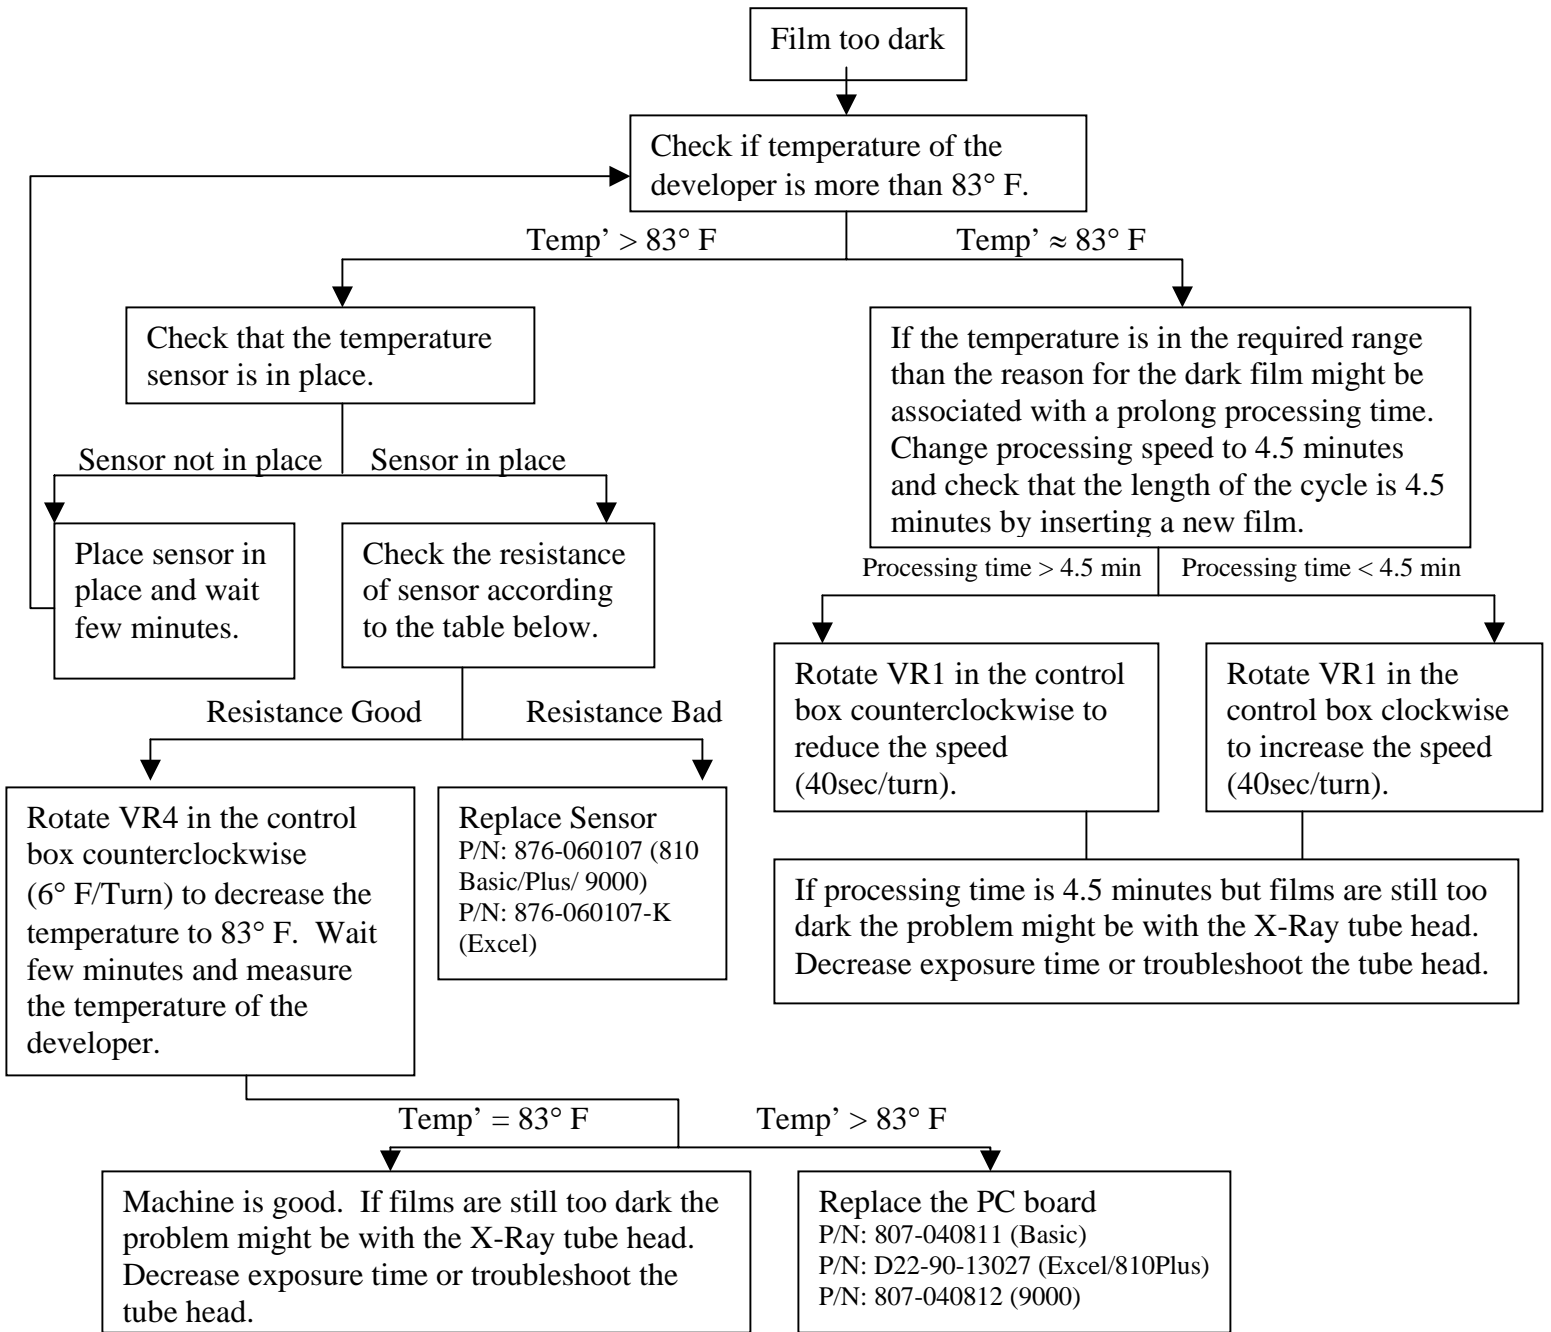 Film too dark
Check if temperature of the
developer is more than 83° F.
Temp’ > 83° F
Temp’ ≈ 83° F
Check that the temperature
sensor is in place.
If the temperature is in the required range
than the reason for the dark film might be
associated with a prolong processing time.
Change processing speed to 4.5 minutes
and check that the length of the cycle is 4.5
minutes by inserting a new film.
Sensor not in place
Sensor in place
Place sensor in
place and wait
few minutes.
Check the resistance
of sensor according
to the table below.
Processing time > 4.5 min
Processing time < 4.5 min
Rotate VR1 in the control
box counterclockwise to
reduce the speed
(40sec/turn).
Rotate VR1 in the
control box clockwise
to increase the speed
(40sec/turn).
Resistance Good
Resistance Bad
Rotate VR4 in the control
box counterclockwise
(6° F/Turn) to decrease the
temperature to 83° F.  Wait
few minutes and measure
the temperature of the
developer.
Replace Sensor
P/N: 876-060107 (810
Basic/Plus/ 9000)
P/N: 876-060107-K
(Excel)
If processing time is 4.5 minutes but films are still too
dark the problem might be with the X-Ray tube head.
Decrease exposure time or troubleshoot the tube head.
Temp’ = 83° F
Temp’ > 83° F
Machine is good.  If films are still too dark the
problem might be with the X-Ray tube head.
Decrease exposure time or troubleshoot the
tube head.
Replace the PC board
P/N: 807-040811 (Basic)
P/N: D22-90-13027 (Excel/810Plus)
P/N: 807-040812 (9000)